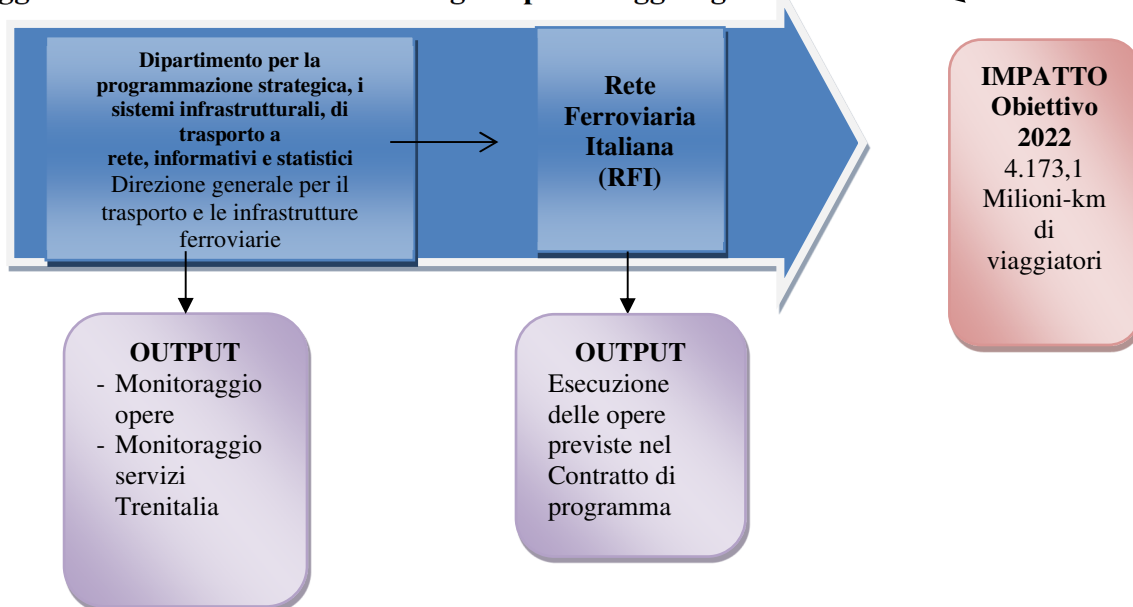 Dipartimento per la
programmazione strategica, i
sistemi infrastrutturali, di
trasporto a
rete, informativi e statistici
Direzione generale per il
trasporto e le infrastrutture
ferroviarie
Rete
Ferroviaria
Italiana
(RFI)
IMPATTO
Obiettivo
2022
4.173,1
Milioni-km
di
viaggiatori
OUTPUT
- Monitoraggio
opere
- Monitoraggio
servizi
Trenitalia
OUTPUT
Esecuzione
delle opere
previste nel
Contratto di
programma